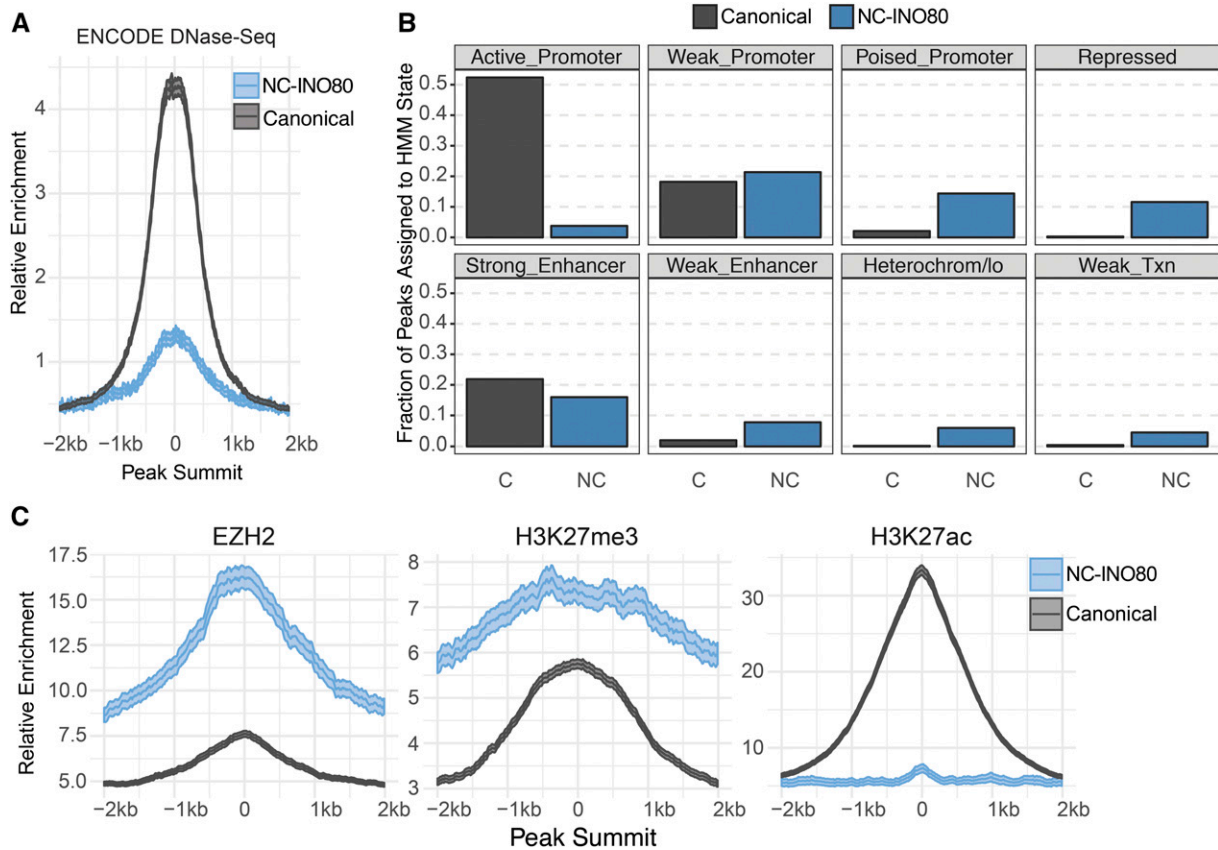 A
ENCODE DNase-Seq
NC-INO80
Canonical
Relative Enrichment
4
3
2
1
−2kb −1kb 0 1kb 2kb
Peak Summit
B
Canonical NC-INO80
Fraction of Peaks Assigned to HMM State
Active_Promoter Weak_Promoter Poised_Promoter Repressed
0.5
0.4
0.3
0.2
0.1
0.0
Strong_Enhancer Weak_Enhancer Heterochrom/lo Weak_Txn
0.5
0.4
0.3
0.2
0.1
0.0
C NC C NC C NC C NC
C
Relative Enrichment
EZH2
17.5
15.0
12.5
10.0
7.5
5.0
−2kb −1kb 0 1kb 2kb
H3K27me3
8
7
6
5
4
3
−2kb −1kb 0 1kb 2kb
H3K27ac
30
20
10
−2kb −1kb 0 1kb 2kb
NC-INO80
Canonical
Peak Summit